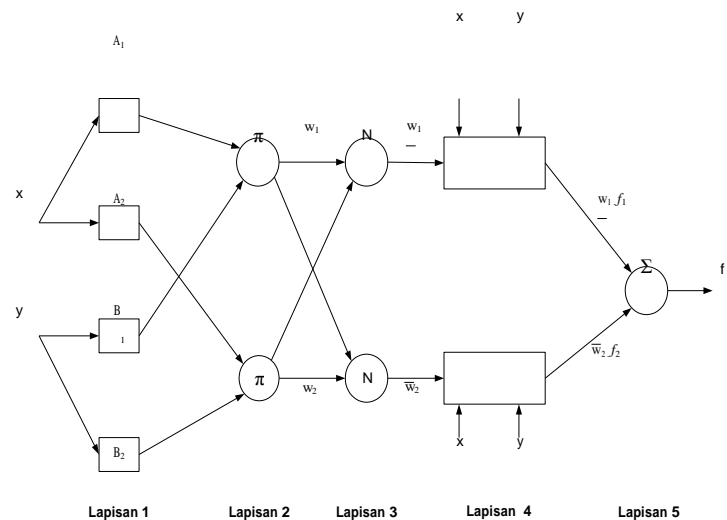 x y
A₁
π w₁ N w₁
–
x
A₂
w₁ f₁
–
Σ
f
y
B
₁
w̅₂ f₂
π N
w₂ w̅₂
B₂
x y
Lapisan 1 Lapisan 2 Lapisan 3 Lapisan 4 Lapisan 5